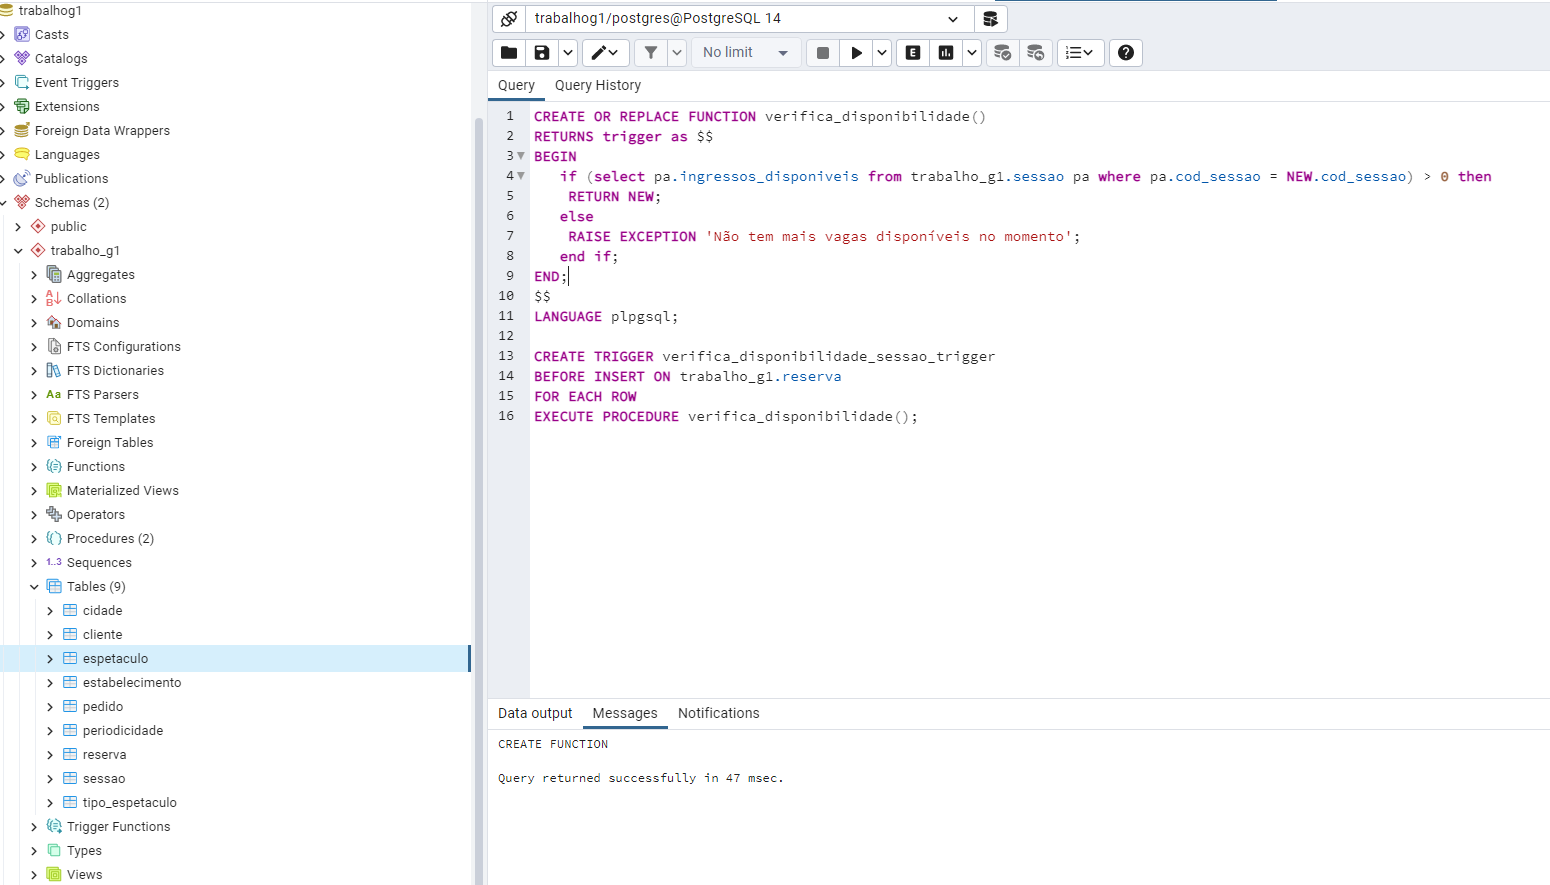 trabalhog1
Casts
Catalogs
Event Triggers
Extensions
Foreign Data Wrappers
Languages
Publications
Schemas (2)
public
trabalho_g1
Aggregates
Collations
Domains
FTS Configurations
FTS Dictionaries
Aa FTS Parsers
FTS Templates
Foreign Tables
Functions
Materialized Views
Operators
Procedures (2)
1..3 Sequences
Tables (9)
cidade
cliente
espetaculo
estabelecimento
pedido
periodicidade
reserva
sessao
tipo_espetaculo
Trigger Functions
Types
Views
trabalhog1/postgres@PostgreSQL 14
No limit
E
Query Query History
1 CREATE OR REPLACE FUNCTION verifica_disponibilidade()
2 RETURNS trigger as $$
3 BEGIN
4 if (select pa.ingressos_disponiveis from trabalho_g1.sessao pa where pa.cod_sessao = NEW.cod_sessao) > 0 then
5 RETURN NEW;
6 else
7 RAISE EXCEPTION 'Não tem mais vagas disponíveis no momento';
8 end if;
9 END;
10 $$
11 LANGUAGE plpgsql;
12
13 CREATE TRIGGER verifica_disponibilidade_sessao_trigger
14 BEFORE INSERT ON trabalho_g1.reserva
15 FOR EACH ROW
16 EXECUTE PROCEDURE verifica_disponibilidade();
Data output Messages Notifications
CREATE FUNCTION
Query returned successfully in 47 msec.